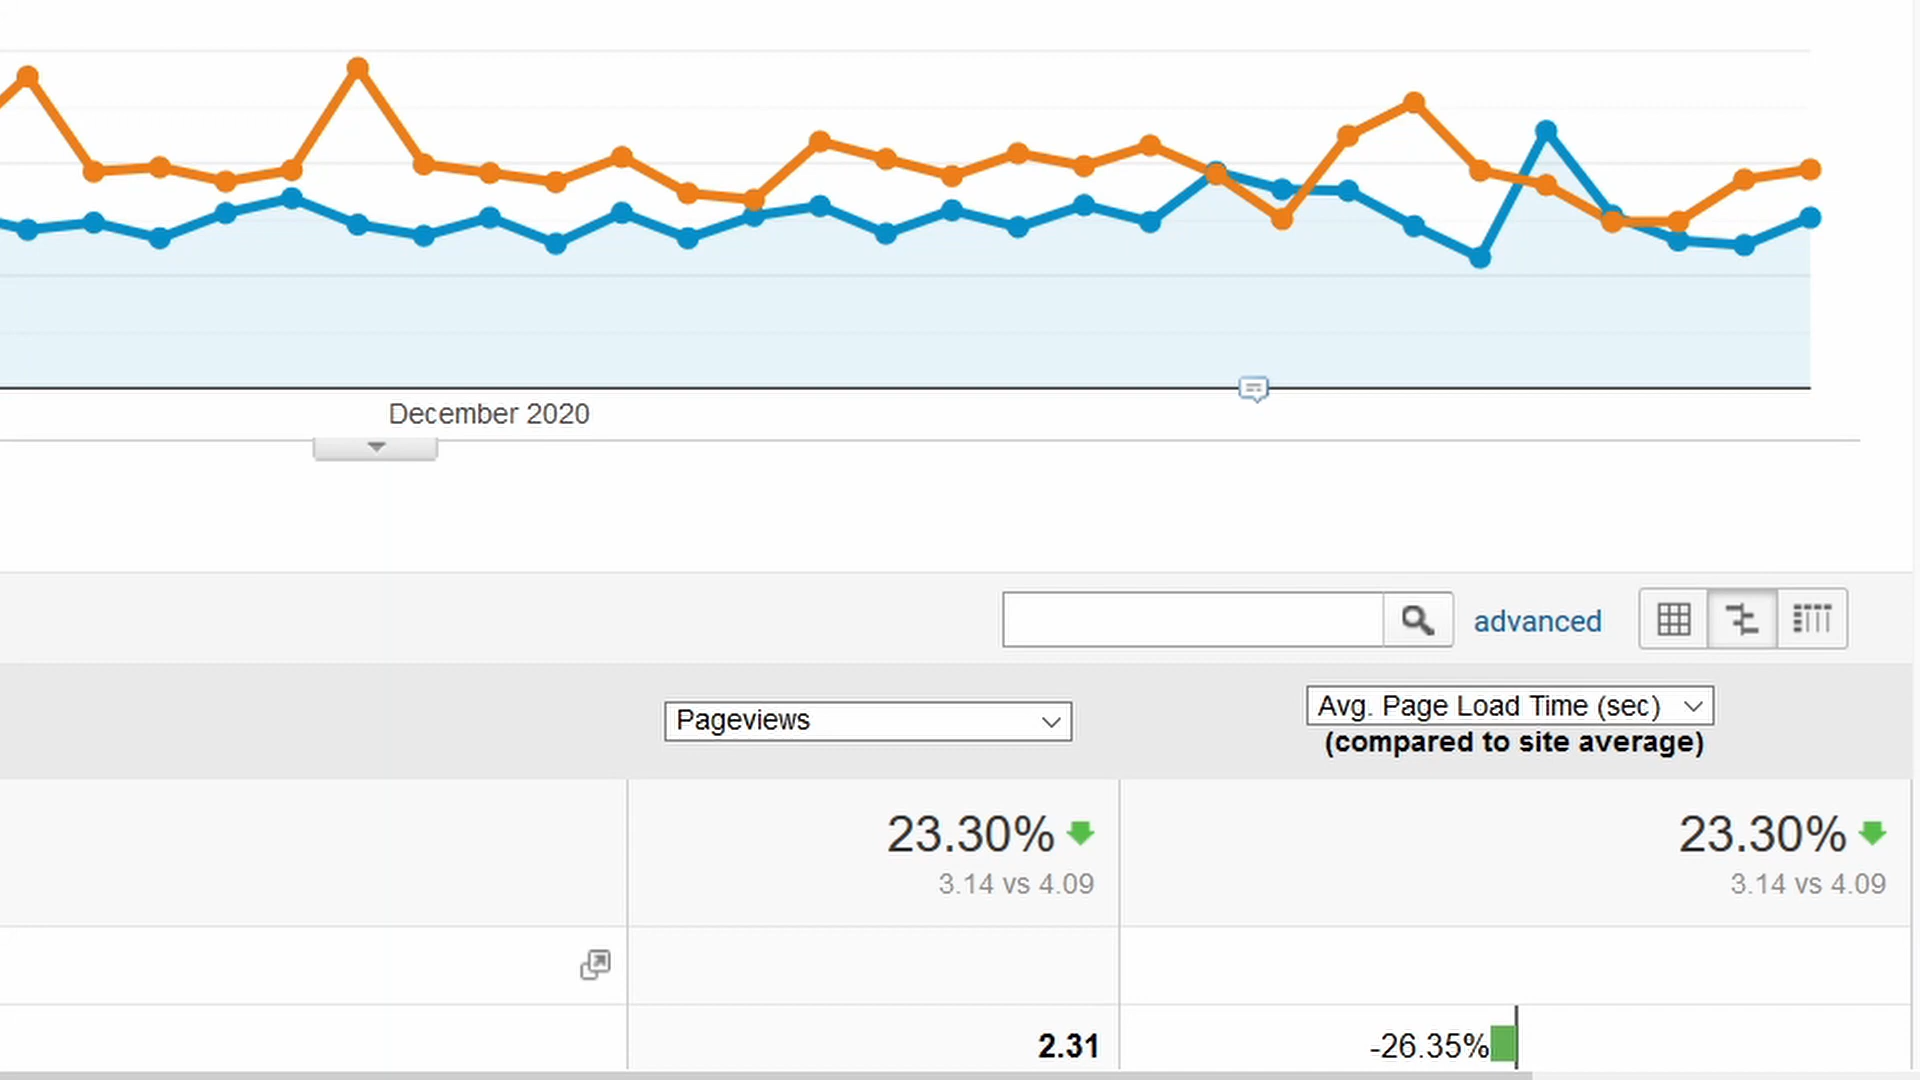 December 2020
advanced
Pageviews
Avg. Page Load Time (sec)
(compared to site average)
23.30%
23.30%
3.14 vs 4.09
3.14 vs 4.09
2.31
-26.35%